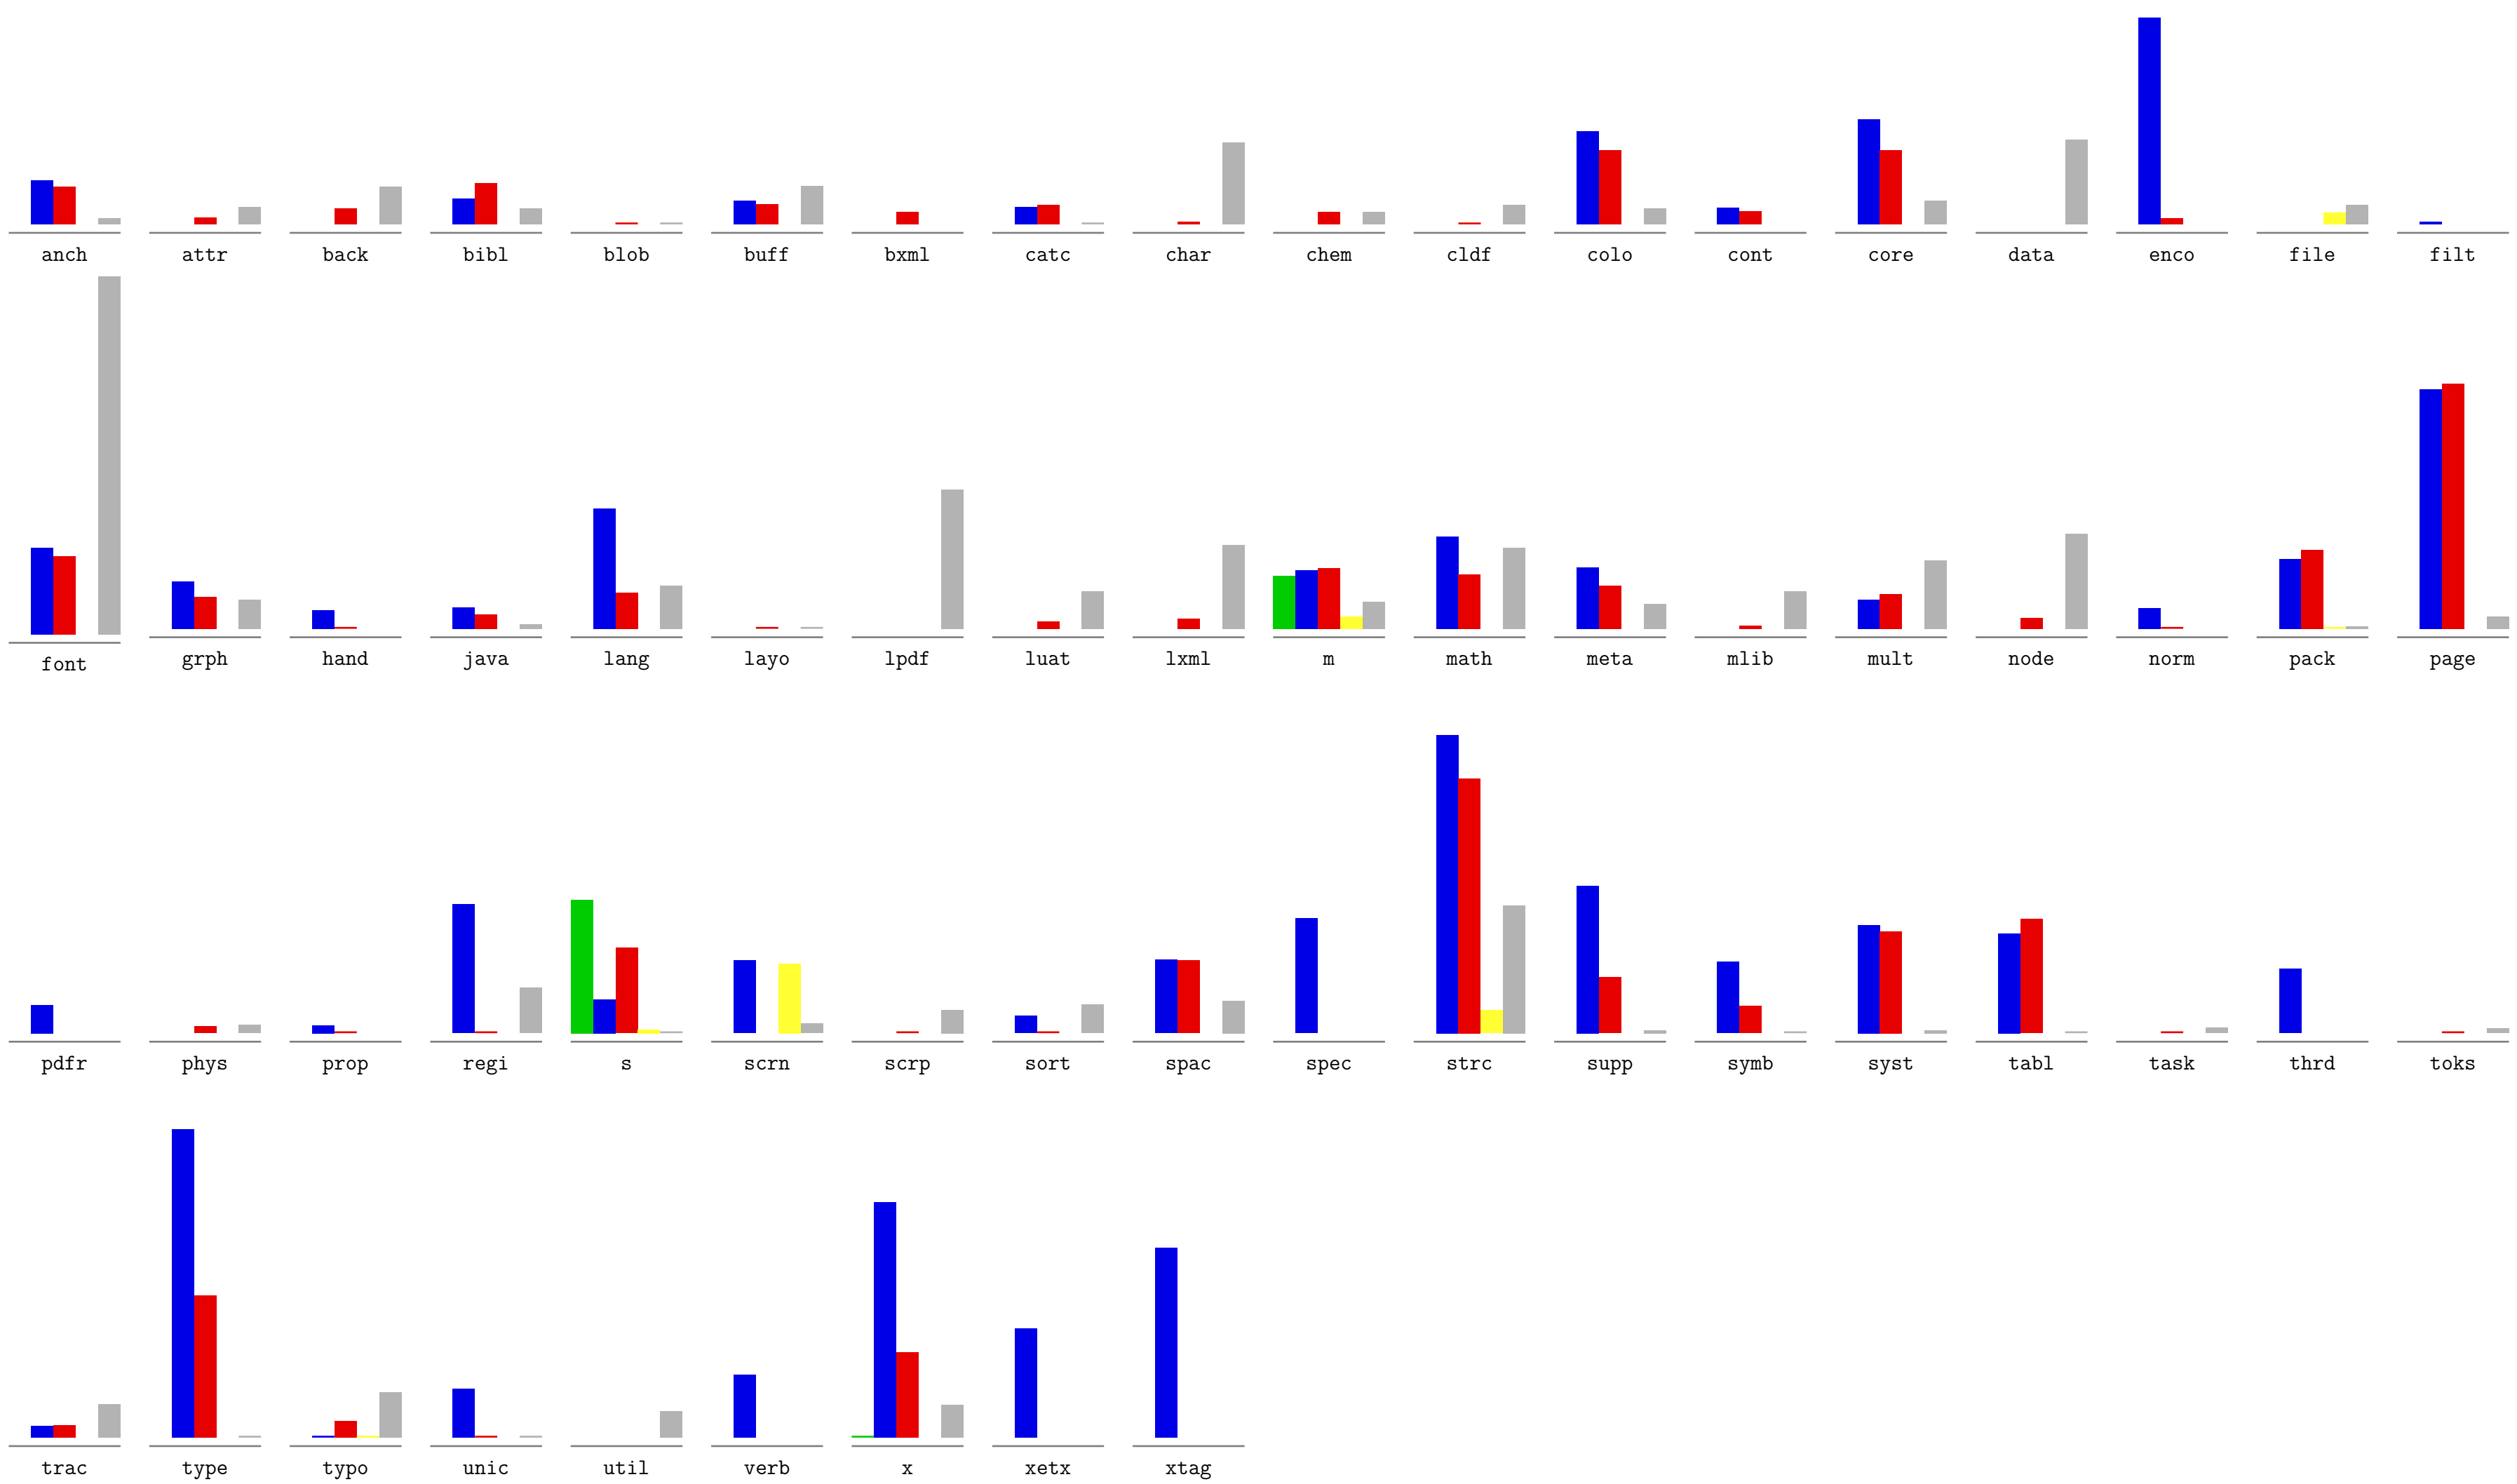 anch attr back bibl blob buff bxml catc char chem cldf colo cont core data enco file filt
font grph hand java lang layo lpdf luat lxml m math meta mlib mult node norm pack page
pdfr phys prop regi s scrn scrp sort spac spec strc supp symb syst tabl task thrd toks
trac type typo unic util verb x xetx xtag